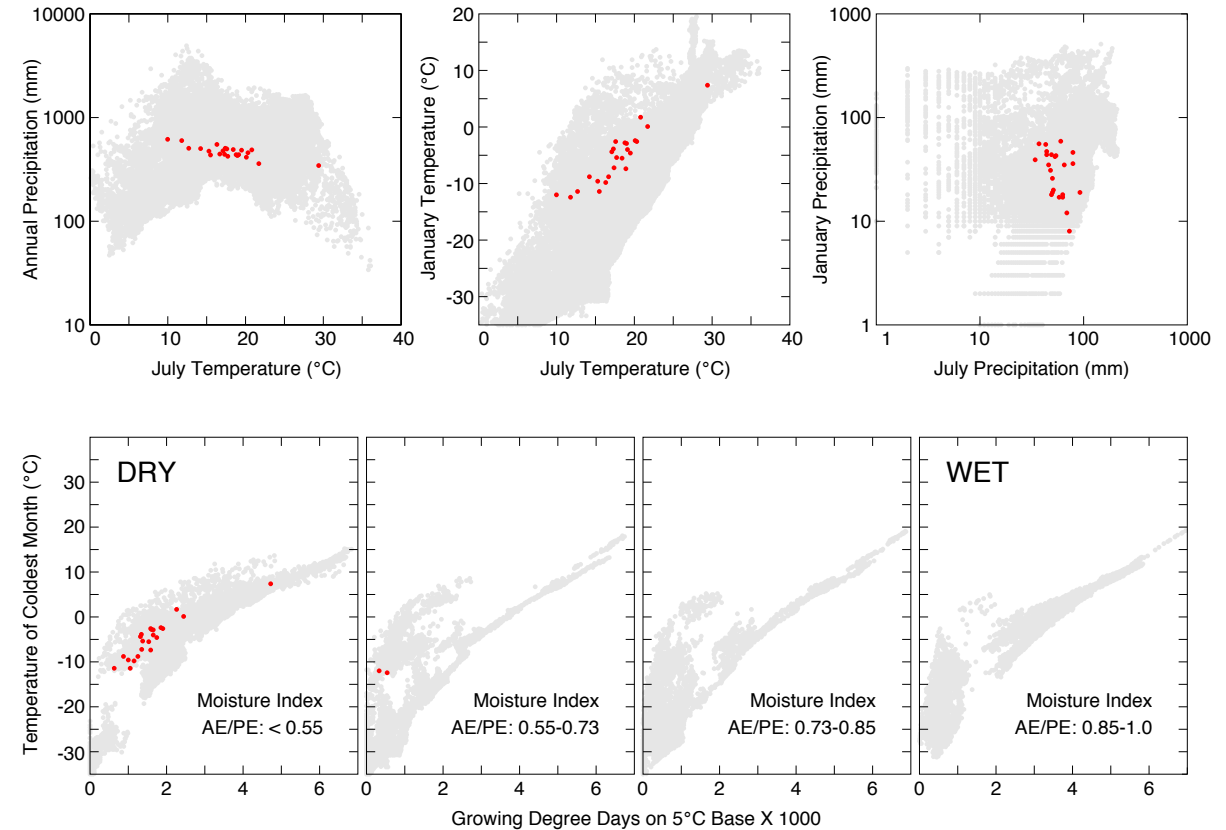 10000
1000
100
10
Annual Precipitation (mm)
0 10 20 30 40
July Temperature (°C)
20
10
0
-10
-20
-30
January Temperature (°C)
0 10 20 30 40
July Temperature (°C)
1000
100
10
1
January Precipitation (mm)
1 10 100 1000
July Precipitation (mm)
Temperature of Coldest Month (°C)
30
20
10
0
-10
-20
-30
DRY
Moisture Index
AE/PE: < 0.55
0 2 4 6
Moisture Index
AE/PE: 0.55-0.73
0 2 4 6
Moisture Index
AE/PE: 0.73-0.85
0 2 4 6
WET
Moisture Index
AE/PE: 0.85-1.0
0 2 4 6
Growing Degree Days on 5°C Base X 1000